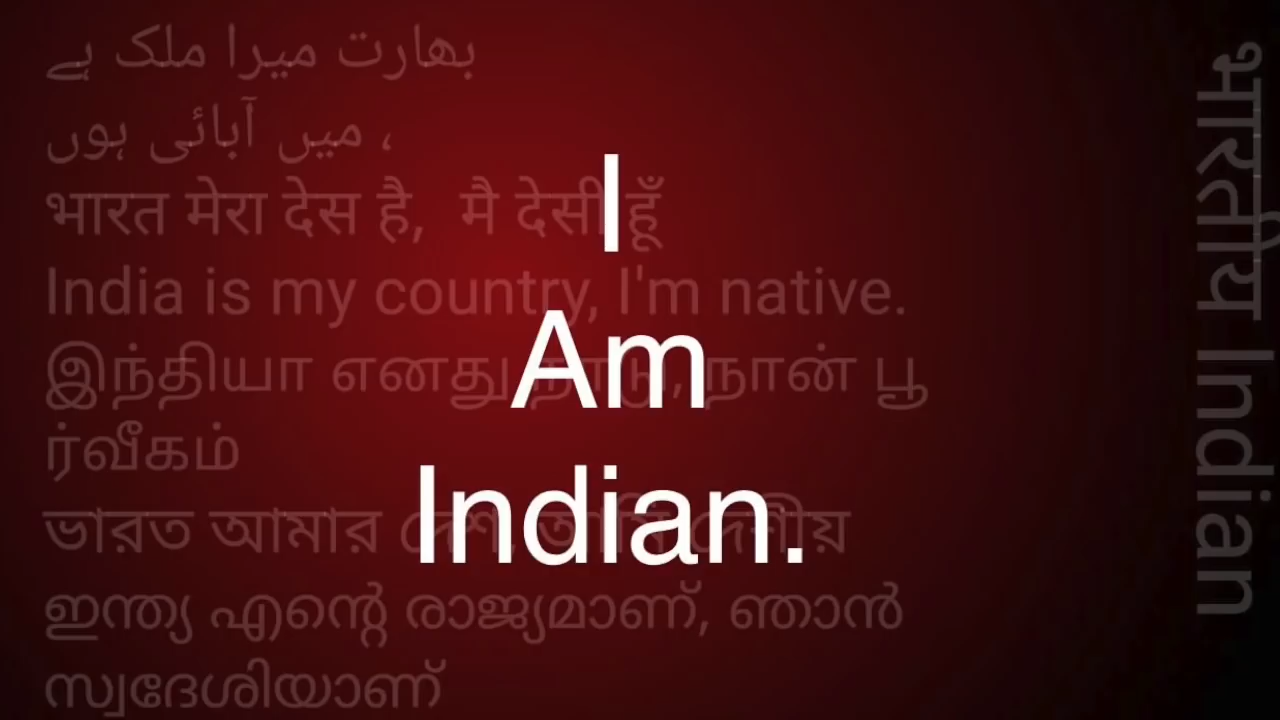 بھارت میرا ملک ہے
، میں آبائی ہوں
भारत मेरा देस है, मै देसी हूँ
India is my country, I'm native.
இந்தியா எனது நாடு, நான் பூ
ர்வீகம்
ভারত আমার দেশ, আমি দেশীয়
ഇന്ത്യ എന്റെ രാജ്യമാണ്, ഞാൻ
സ്വദേശിയാണ്
I
Am
Indian.
भारतीय Indian